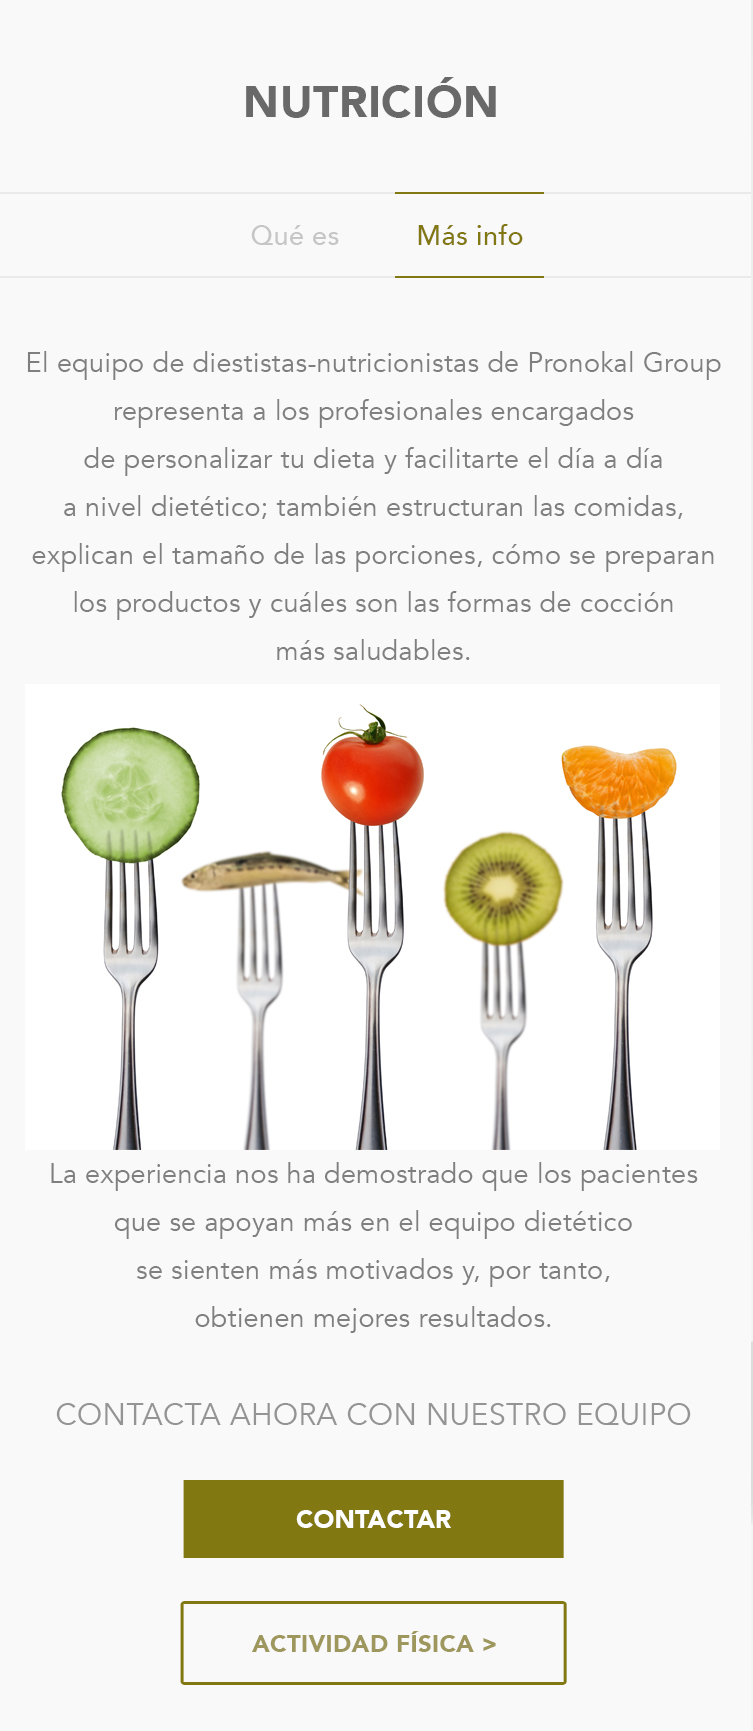 NUTRICIÓN
Qué es
Más info
El equipo de diestistas-nutricionistas de Pronokal Group
representa a los profesionales encargados
de personalizar tu dieta y facilitarte el día a día
a nivel dietético; también estructuran las comidas,
explican el tamaño de las porciones, cómo se preparan
los productos y cuáles son las formas de cocción
más saludables.
La experiencia nos ha demostrado que los pacientes
que se apoyan más en el equipo dietético
se sienten más motivados y, por tanto,
obtienen mejores resultados.
CONTACTA AHORA CON NUESTRO EQUIPO
CONTACTAR
ACTIVIDAD FÍSICA >